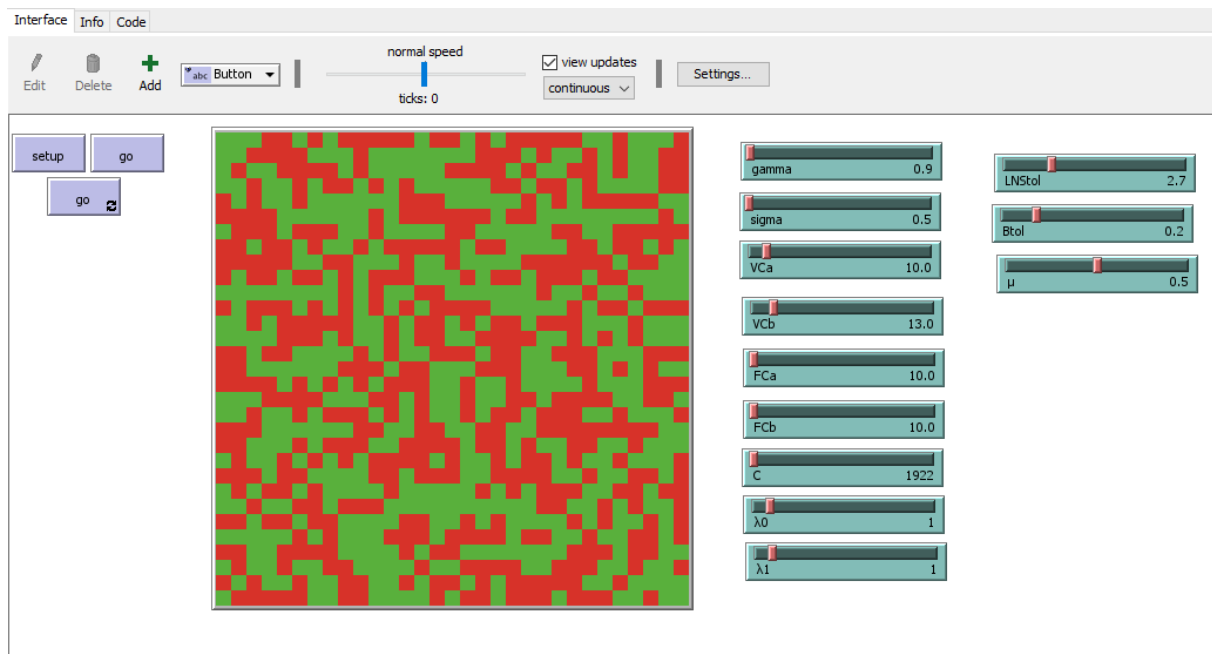 Interface Info Code
Edit Delete Add
abc Button
normal speed
ticks: 0
view updates
continuous
Settings...
setup go
go
gamma 0.9
sigma 0.5
VCa 10.0
VCb 13.0
FCa 10.0
FCb 10.0
C 1922
λ0 1
λ1 1
LNStol 2.7
Btol 0.2
μ 0.5